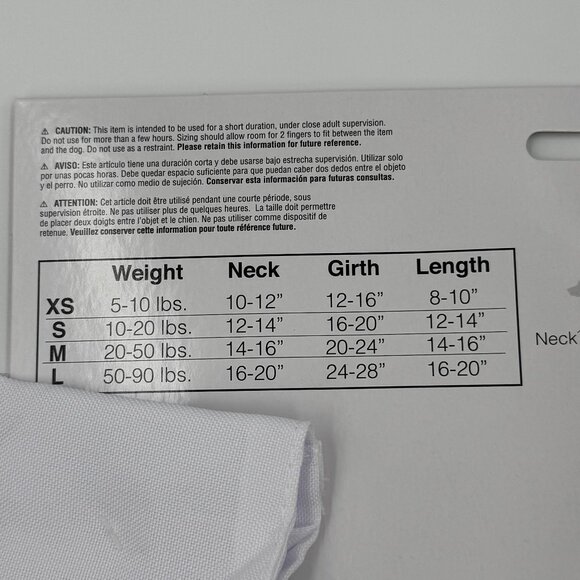 ⚠ CAUTION: This item is intended to be used for a short duration, under close adult supervision.
Do not use for more than a few hours. Sizing should allow room for 2 fingers to fit between the item
and the dog. Do not use as a restraint. Please retain this information for future reference.
⚠ AVISO: Este artículo tiene una duración corta y debe usarse bajo estrecha supervisión. Utilizar solo
por unas pocas horas. Debe quedar espacio suficiente para que puedan caber dos dedos entre el objeto
y el perro. No utilizar como medio de sujeción. Conservar esta información para futuras consultas.
⚠ ATTENTION: Cet article doit être utilisé pendant une courte période, sous
supervision étroite. Ne pas utiliser plus de quelques heures. La taille doit permettre
de placer deux doigts entre l'objet et le chien. Ne pas utiliser comme dispositif de
retenue. Veuillez conserver cette information pour toute référence future.
Weight Neck Girth Length
XS 5-10 lbs. 10-12" 12-16" 8-10"
S 10-20 lbs. 12-14" 16-20" 12-14"
M 20-50 lbs. 14-16" 20-24" 14-16"
L 50-90 lbs. 16-20" 24-28" 16-20"
Neck